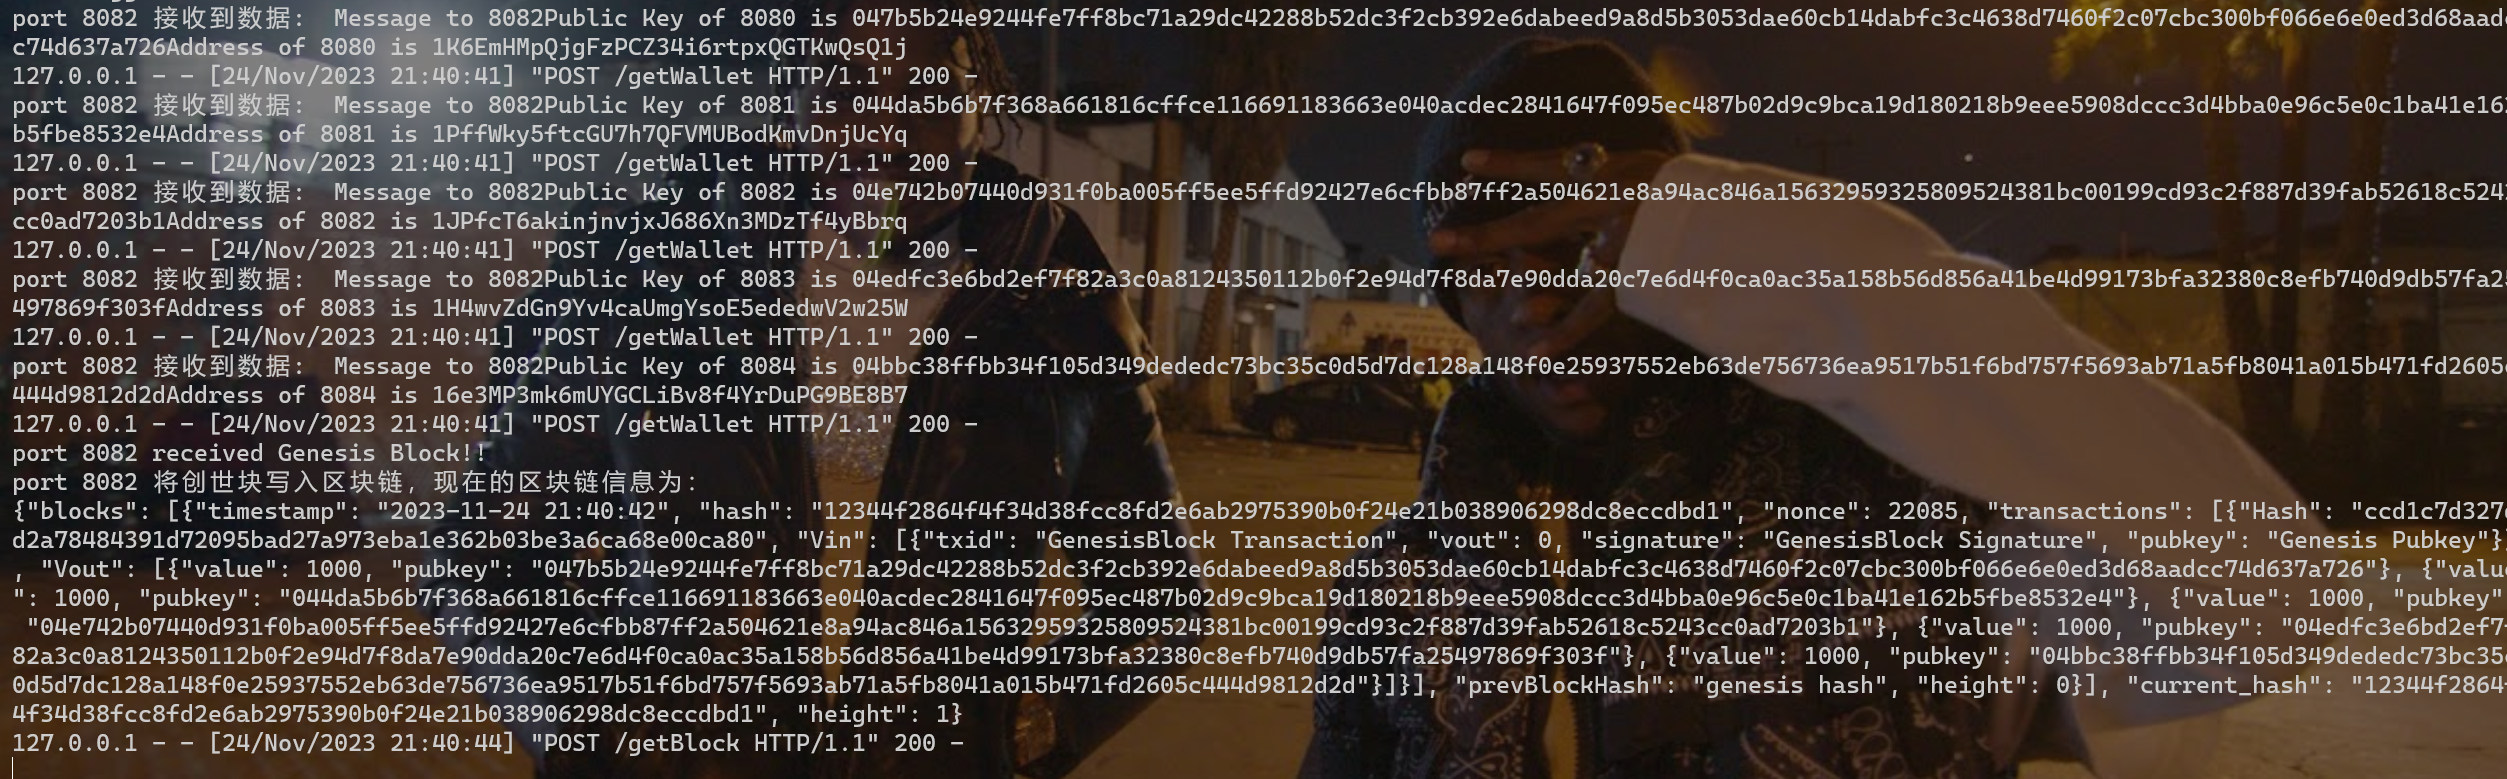 port 8082 接收到数据:  Message to 8082Public Key of 8080 is 047b5b24e9244fe7ff8bc71a29dc42288b52dc3f2cb392e6dabeed9a8d5b3053dae60cb14dabfc3c4638d7460f2c07cbc300bf066e6e0ed3d68aad
c74d637a726Address of 8080 is 1K6EmHMpQjgFzPCZ34i6rtpxQGTKwQsQ1j
127.0.0.1 - - [24/Nov/2023 21:40:41] "POST /getWallet HTTP/1.1" 200 -
port 8082 接收到数据:  Message to 8082Public Key of 8081 is 044da5b6b7f368a661816cffce116691183663e040acdec2841647f095ec487b02d9c9bca19d180218b9eee5908dccc3d4bba0e96c5e0c1ba41e16
b5fbe8532e4Address of 8081 is 1PffWky5ftcGU7h7QFVMUBodKmvDnjUcYq
127.0.0.1 - - [24/Nov/2023 21:40:41] "POST /getWallet HTTP/1.1" 200 -
port 8082 接收到数据:  Message to 8082Public Key of 8082 is 04e742b07440d931f0ba005ff5ee5ffd92427e6cfbb87ff2a504621e8a94ac846a15632959325809524381bc00199cd93c2f887d39fab52618c524
cc0ad7203b1Address of 8082 is 1JPfcT6akinjnvjxJ686Xn3MDzTf4yBbrq
127.0.0.1 - - [24/Nov/2023 21:40:41] "POST /getWallet HTTP/1.1" 200 -
port 8082 接收到数据:  Message to 8082Public Key of 8083 is 04edfc3e6bd2ef7f82a3c0a8124350112b0f2e94d7f8da7e90dda20c7e6d4f0ca0ac35a158b56d856a41be4d99173bfa32380c8efb740d9db57fa2
497869f303fAddress of 8083 is 1H4wvZdGn9Yv4caUmgYsoE5ededwV2w25W
127.0.0.1 - - [24/Nov/2023 21:40:41] "POST /getWallet HTTP/1.1" 200 -
port 8082 接收到数据:  Message to 8082Public Key of 8084 is 04bbc38ffbb34f105d349dededc73bc35c0d5d7dc128a148f0e25937552eb63de756736ea9517b51f6bd757f5693ab71a5fb8041a015b471fd2605
444d9812d2dAddress of 8084 is 16e3MP3mk6mUYGCLiBv8f4YrDuPG9BE8B7
127.0.0.1 - - [24/Nov/2023 21:40:41] "POST /getWallet HTTP/1.1" 200 -
port 8082 received Genesis Block!!
port 8082 将创世块写入区块链，现在的区块链信息为：
{"blocks": [{"timestamp": "2023-11-24 21:40:42", "hash": "12344f2864f4f34d38fcc8fd2e6ab2975390b0f24e21b038906298dc8eccdbd1", "nonce": 22085, "transactions": [{"Hash": "ccd1c7d327
d2a78484391d72095bad27a973eba1e362b03be3a6ca68e00ca80", "Vin": [{"txid": "GenesisBlock Transaction", "vout": 0, "signature": "GenesisBlock Signature", "pubkey": "Genesis Pubkey"}
, "Vout": [{"value": 1000, "pubkey": "047b5b24e9244fe7ff8bc71a29dc42288b52dc3f2cb392e6dabeed9a8d5b3053dae60cb14dabfc3c4638d7460f2c07cbc300bf066e6e0ed3d68aadcc74d637a726"}, {"valu
": 1000, "pubkey": "044da5b6b7f368a661816cffce116691183663e040acdec2841647f095ec487b02d9c9bca19d180218b9eee5908dccc3d4bba0e96c5e0c1ba41e162b5fbe8532e4"}, {"value": 1000, "pubkey"
 "04e742b07440d931f0ba005ff5ee5ffd92427e6cfbb87ff2a504621e8a94ac846a15632959325809524381bc00199cd93c2f887d39fab52618c5243cc0ad7203b1"}, {"value": 1000, "pubkey": "04edfc3e6bd2ef7
82a3c0a8124350112b0f2e94d7f8da7e90dda20c7e6d4f0ca0ac35a158b56d856a41be4d99173bfa32380c8efb740d9db57fa25497869f303f"}, {"value": 1000, "pubkey": "04bbc38ffbb34f105d349dededc73bc35
0d5d7dc128a148f0e25937552eb63de756736ea9517b51f6bd757f5693ab71a5fb8041a015b471fd2605c444d9812d2d"}]}], "prevBlockHash": "genesis hash", "height": 0}], "current_hash": "12344f2864
4f34d38fcc8fd2e6ab2975390b0f24e21b038906298dc8eccdbd1", "height": 1}
127.0.0.1 - - [24/Nov/2023 21:40:44] "POST /getBlock HTTP/1.1" 200 -